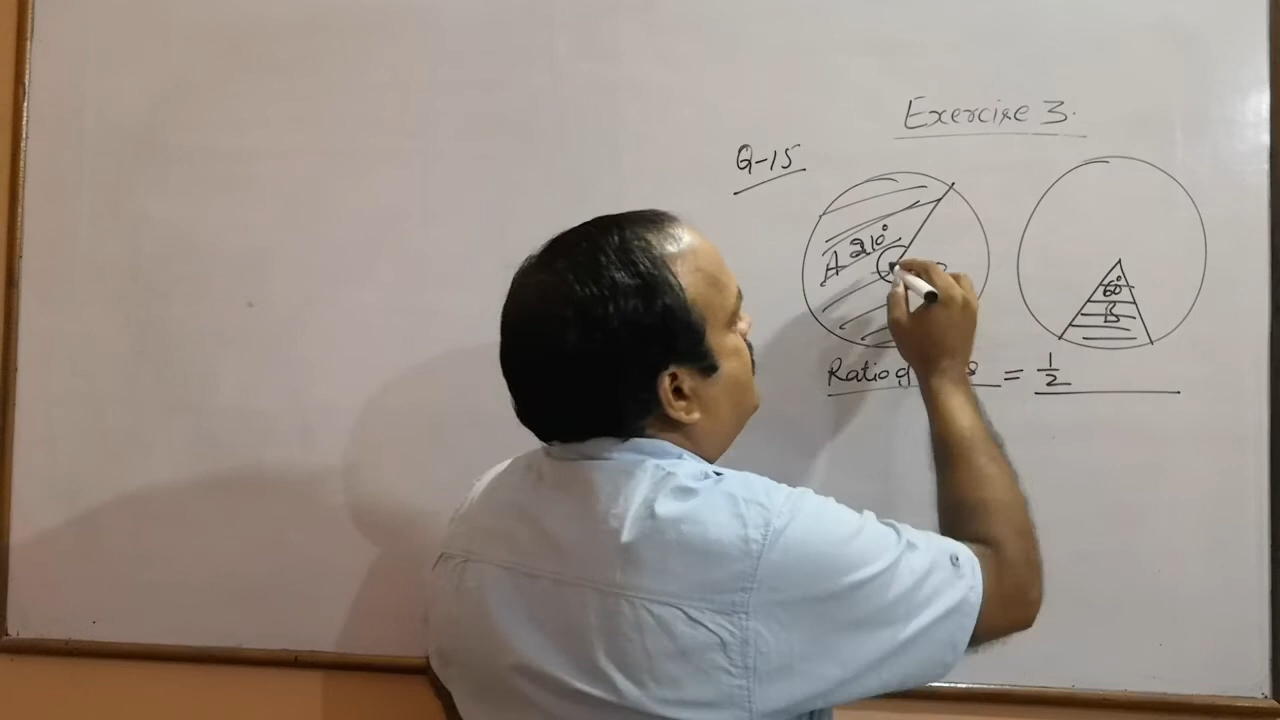 Exercise 3.
Q-15
A 210°
60°
B
Ratio of = 1/2